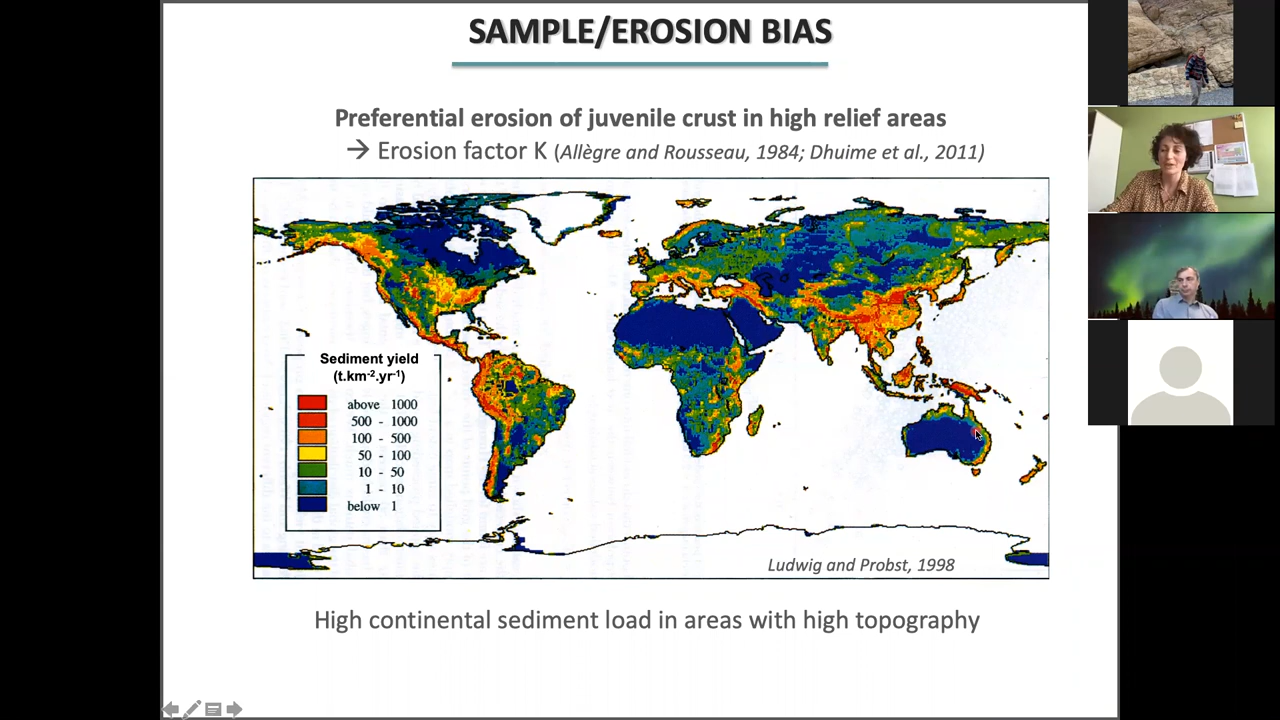 SAMPLE/EROSION BIAS
Preferential erosion of juvenile crust in high relief areas
→ Erosion factor K (Allègre and Rousseau, 1984; Dhuime et al., 2011)
Sediment yield
(t.km-2.yr-1)
above 1000
500 - 1000
100 - 500
50 - 100
10 - 50
1 - 10
below 1
Ludwig and Probst, 1998
High continental sediment load in areas with high topography